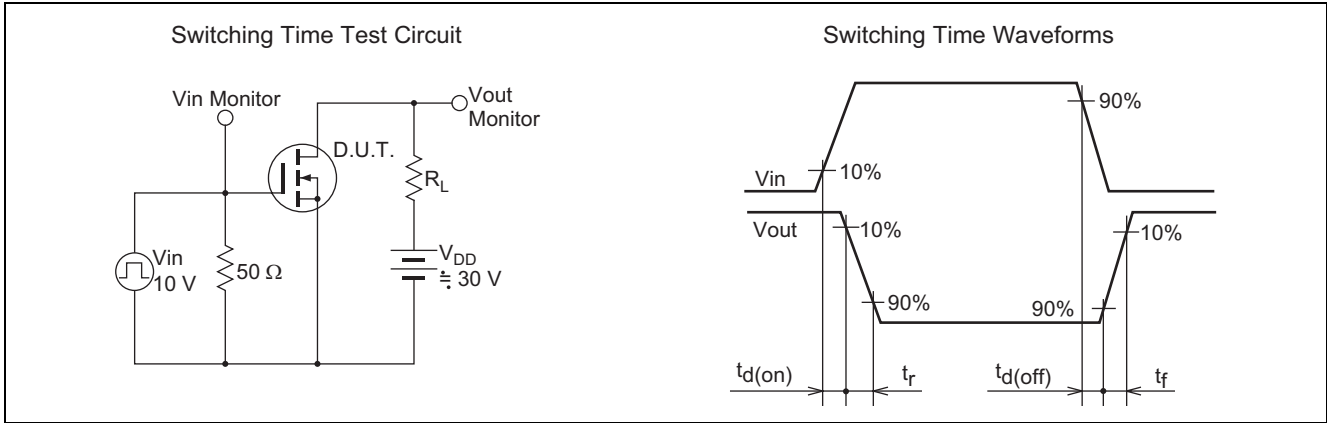 Switching Time Test Circuit
Vin Monitor
Vout
Monitor
D.U.T.
RL
Vin
10 V
50 Ω
VDD
≒ 30 V
Switching Time Waveforms
90%
Vin
10%
Vout
10%
10%
90%
90%
td(on)
tr
td(off)
tf